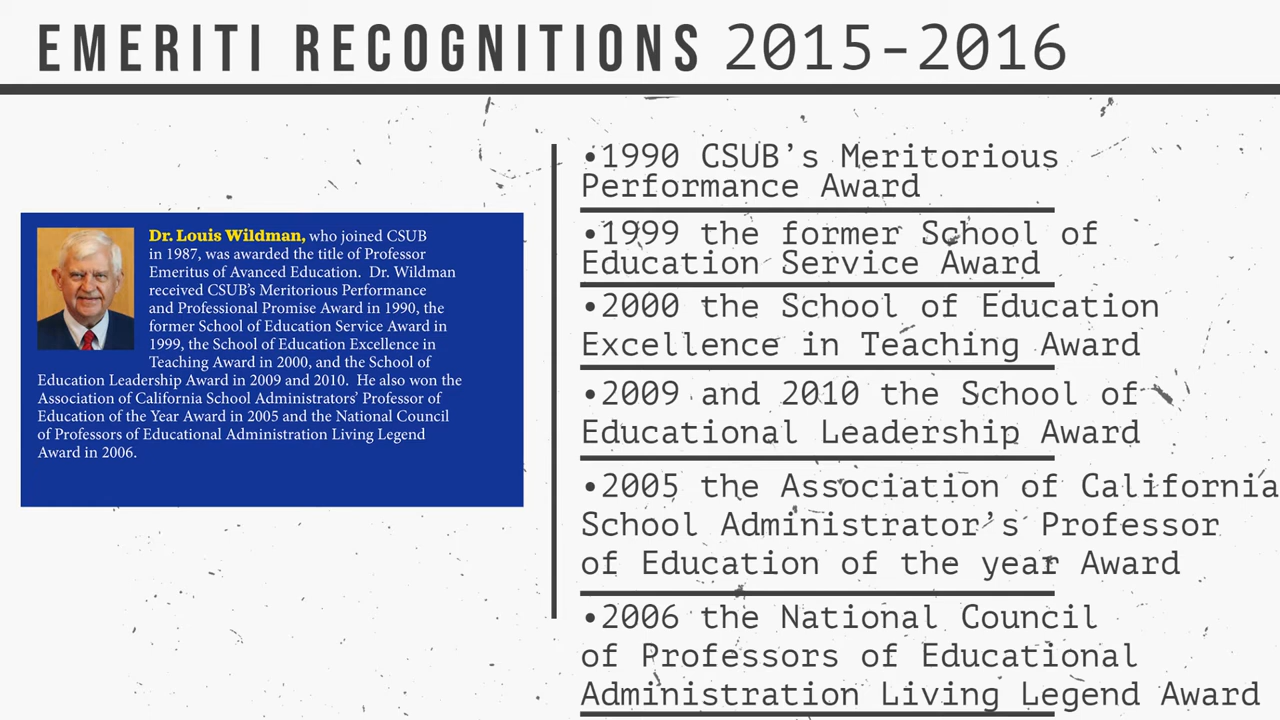 EMERITI RECOGNITIONS 2015-2016
Dr. Louis Wildman, who joined CSUB
in 1987, was awarded the title of Professor
Emeritus of Avanced Education. Dr. Wildman
received CSUB's Meritorious Performance
and Professional Promise Award in 1990, the
former School of Education Service Award in
1999, the School of Education Excellence in
Teaching Award in 2000, and the School of
Education Leadership Award in 2009 and 2010. He also won the
Association of California School Administrators' Professor of
Education of the Year Award in 2005 and the National Council
of Professors of Educational Administration Living Legend
Award in 2006.
•1990 CSUB's Meritorious
Performance Award
•1999 the former School of
Education Service Award
•2000 the School of Education
Excellence in Teaching Award
•2009 and 2010 the School of
Educational Leadership Award
•2005 the Association of California
School Administrator's Professor
of Education of the year Award
•2006 the National Council
of Professors of Educational
Administration Living Legend Award